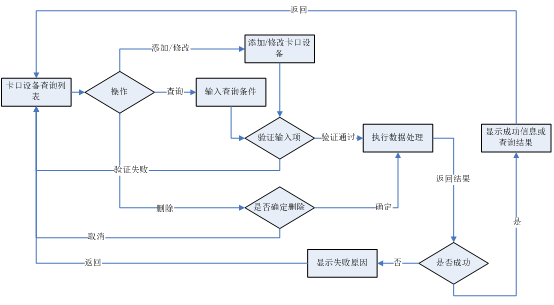 返回
添加/修改
添加/修改卡口设
备
卡口设备查询列
表
操作
查询
输入查询条件
验证输入项
验证通过
执行数据处理
显示成功信息或
查询结果
验证失败
返回结果
删除
是否确定删除
确定
是
取消
返回
显示失败原因
否
是否成功